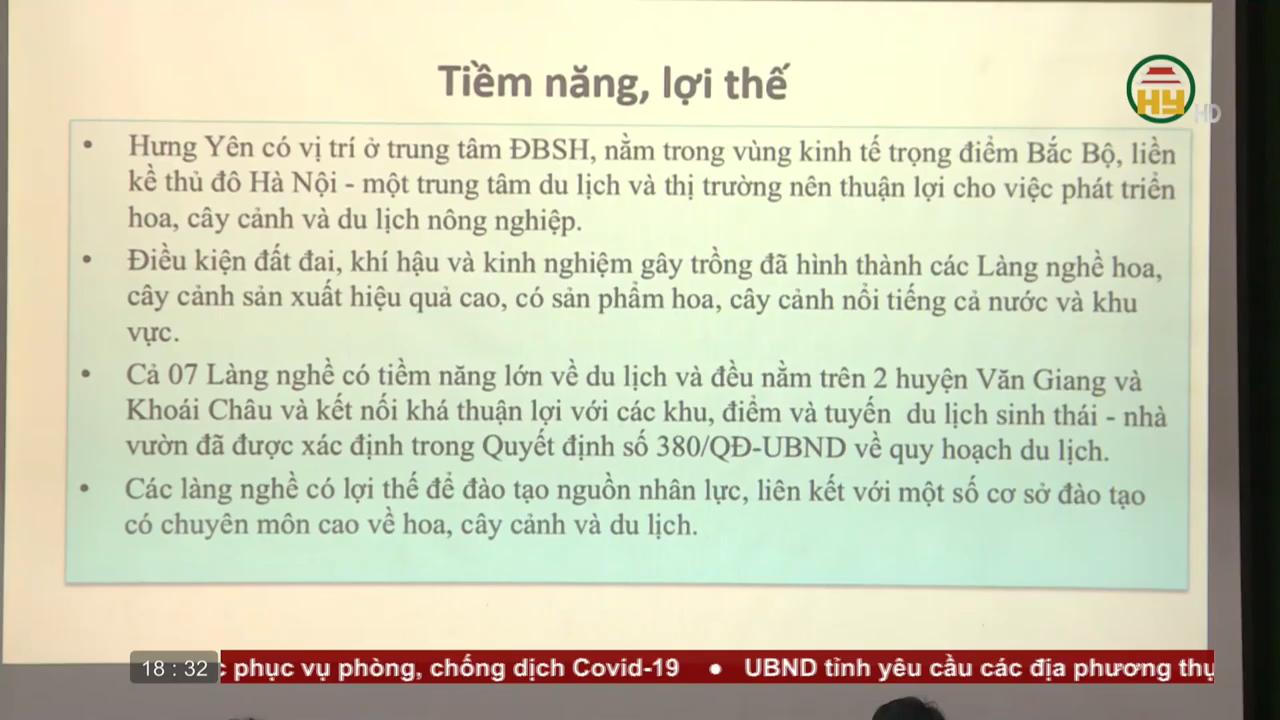 Tiềm năng, lợi thế
HY HD
• Hưng Yên có vị trí ở trung tâm ĐBSH, nằm trong vùng kinh tế trọng điểm Bắc Bộ, liền
kề thủ đô Hà Nội - một trung tâm du lịch và thị trường nên thuận lợi cho việc phát triển
hoa, cây cảnh và du lịch nông nghiệp.
• Điều kiện đất đai, khí hậu và kinh nghiệm gây trồng đã hình thành các Làng nghề hoa,
cây cảnh sản xuất hiệu quả cao, có sản phẩm hoa, cây cảnh nổi tiếng cả nước và khu
vực.
• Cả 07 Làng nghề có tiềm năng lớn về du lịch và đều nằm trên 2 huyện Văn Giang và
Khoái Châu và kết nối khá thuận lợi với các khu, điểm và tuyến du lịch sinh thái - nhà
vườn đã được xác định trong Quyết định số 380/QĐ-UBND về quy hoạch du lịch.
• Các làng nghề có lợi thế để đào tạo nguồn nhân lực, liên kết với một số cơ sở đào tạo
có chuyên môn cao về hoa, cây cảnh và du lịch.
18 : 32 phục vụ phòng, chống dịch Covid-19 • UBND tỉnh yêu cầu các địa phương